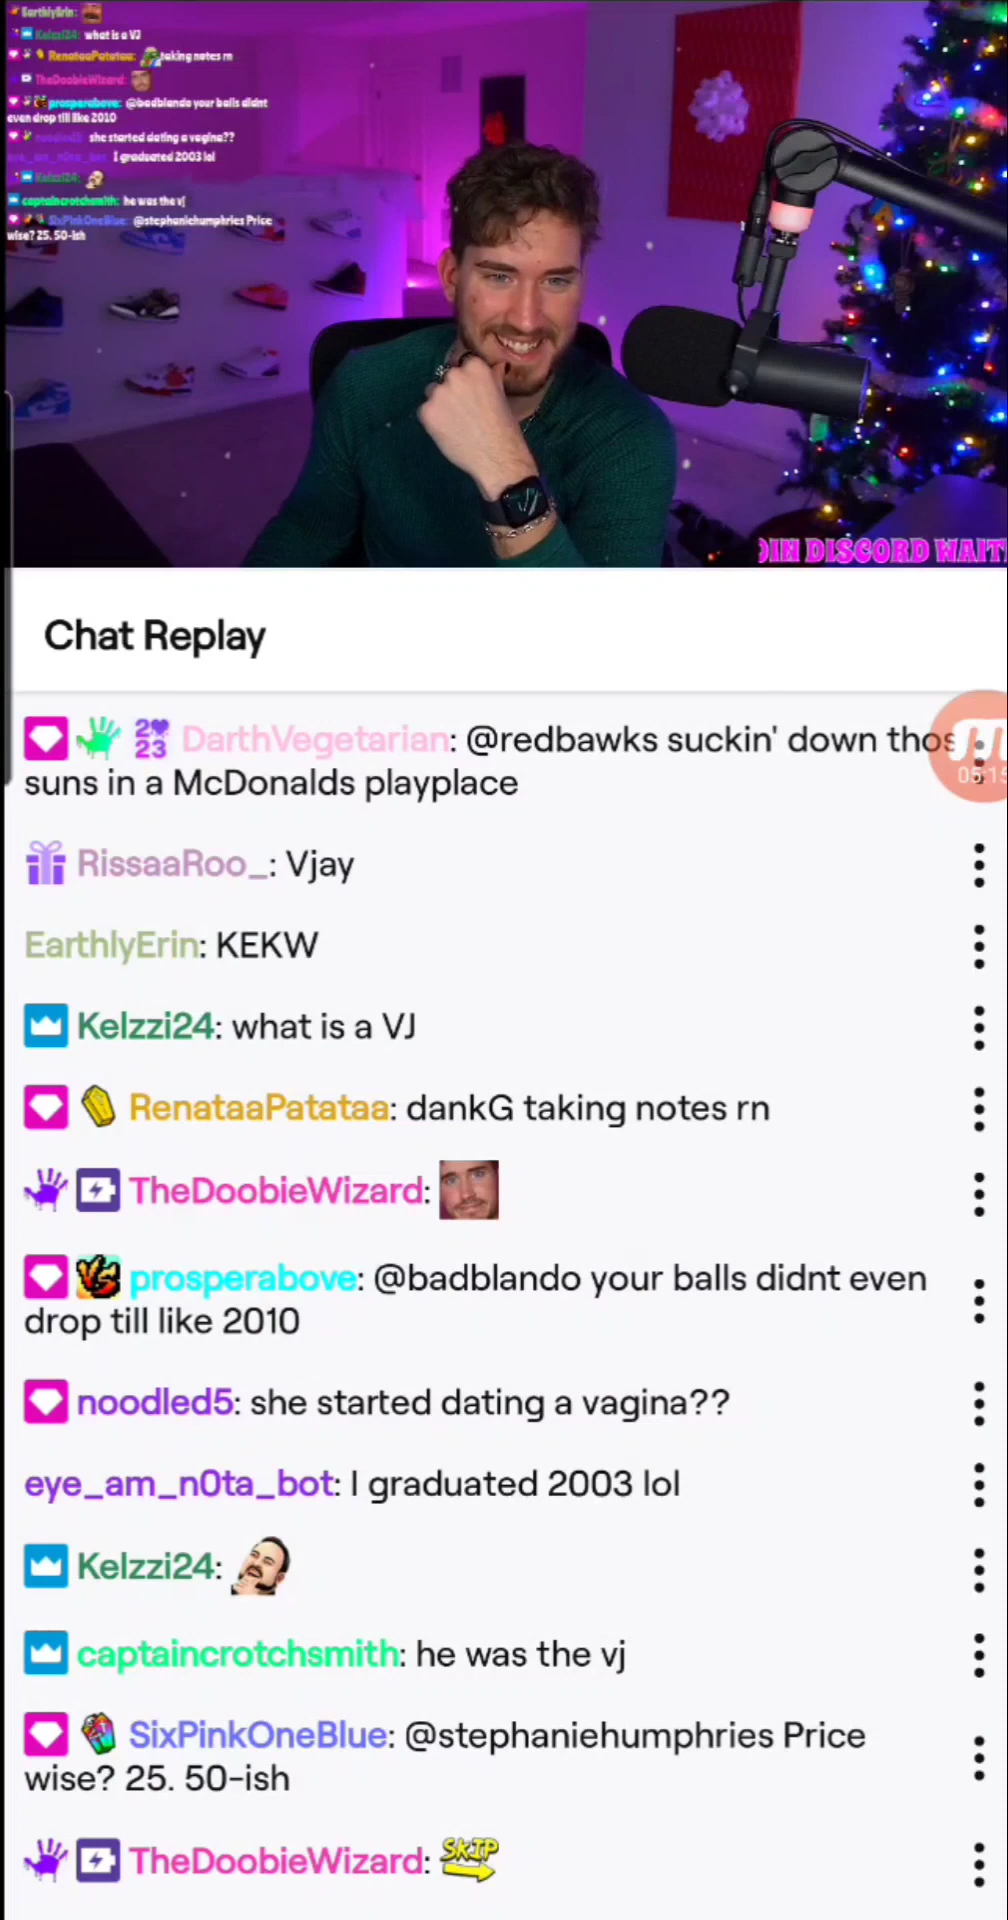 EarthlyErin:
Kelzzi24: what is a VJ
RenataaPatataa: taking notes rn
TheDoobieWizard:
prosperabove: @badblando your balls didnt
even drop till like 2010
noodled5: she started dating a vagina??
eye_am_n0ta_bot: I graduated 2003 lol
Kelzzi24:
captaincrotchsmith: he was the vj
SixPinkOneBlue: @stephaniehumphries Price
wise? 25. 50-ish
OIN DISCORD WAIT
Chat Replay
2023 DarthVegetarian: @redbawks suckin' down thos
suns in a McDonalds playplace
05:15
RissaaRoo_: Vjay
EarthlyErin: KEKW
Kelzzi24: what is a VJ
RenataaPatataa: dankG taking notes rn
TheDoobieWizard:
prosperabove: @badblando your balls didnt even
drop till like 2010
noodled5: she started dating a vagina??
eye_am_n0ta_bot: I graduated 2003 lol
Kelzzi24:
captaincrotchsmith: he was the vj
SixPinkOneBlue: @stephaniehumphries Price
wise? 25. 50-ish
TheDoobieWizard: SKIP